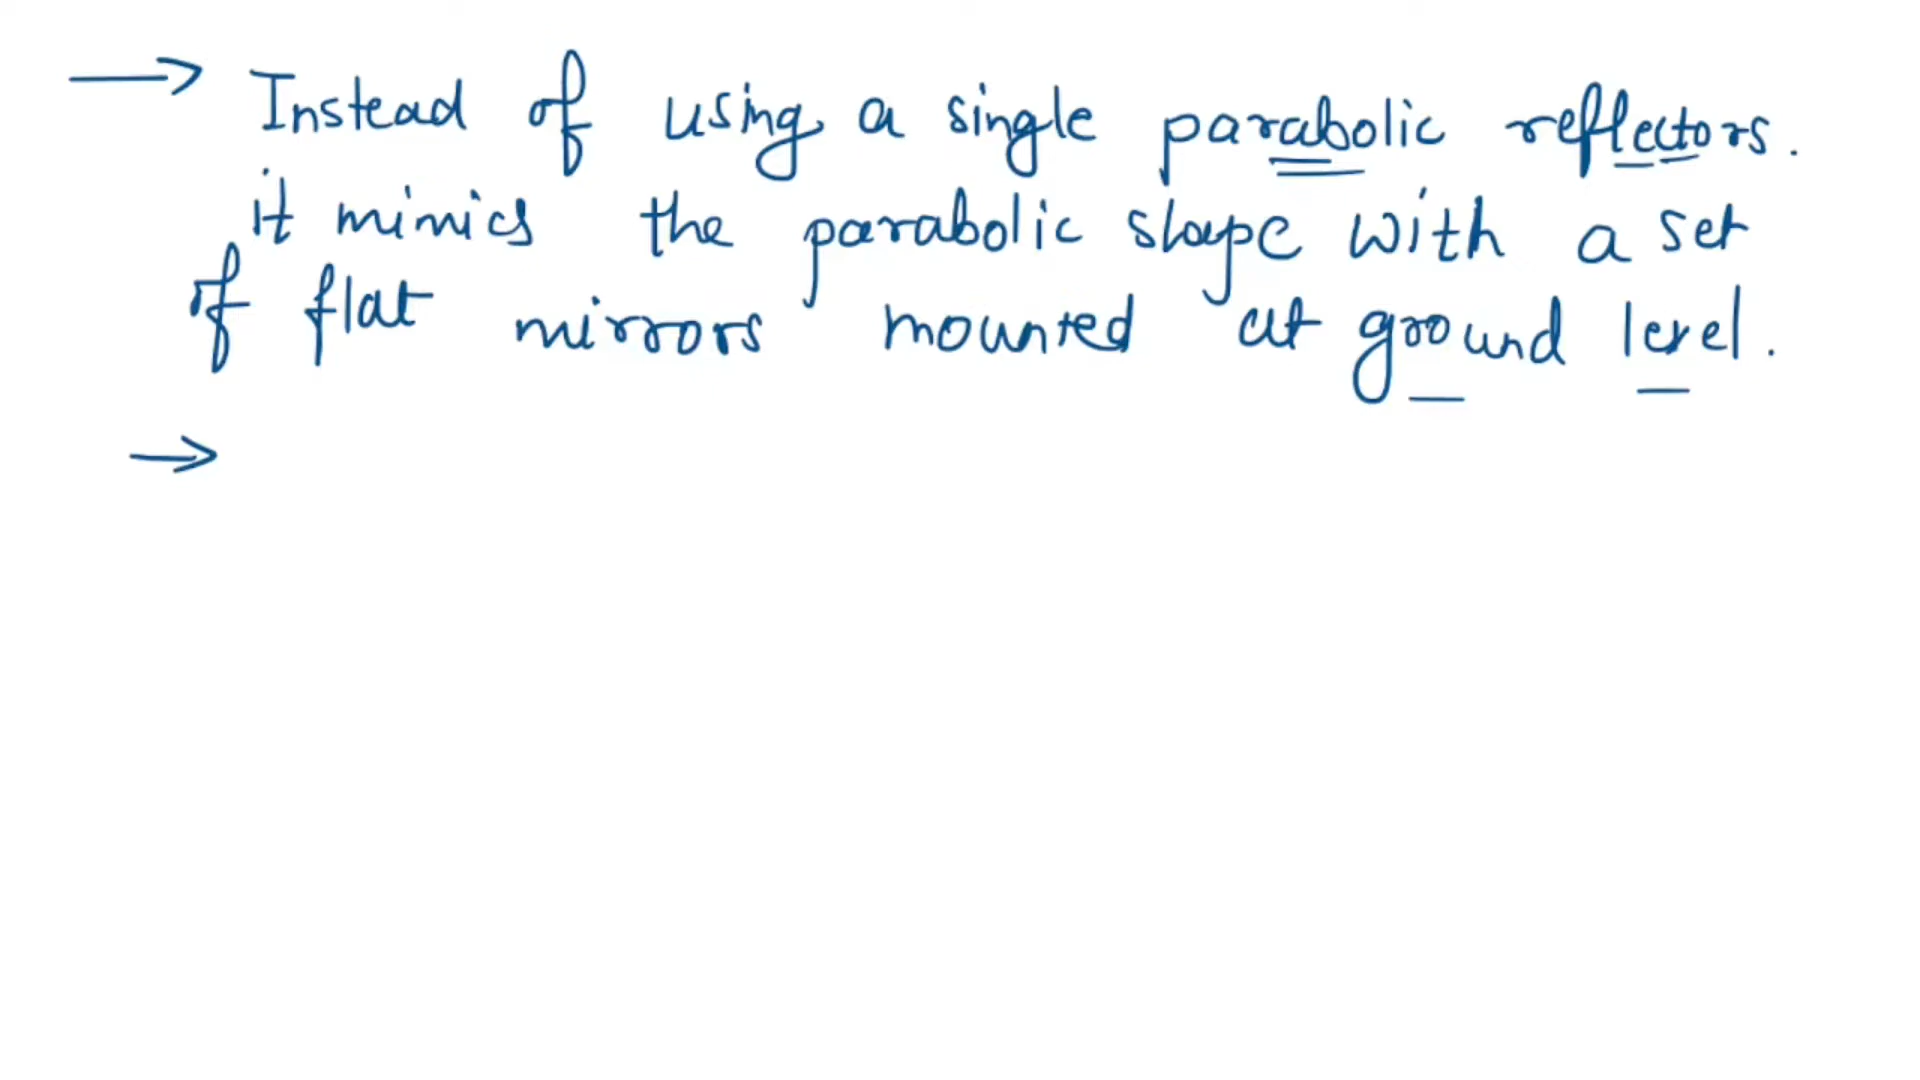 → Instead of using a single parabolic reflectors.
it mimics the parabolic shape with a set
of flat mirrors mounted at ground level.
→